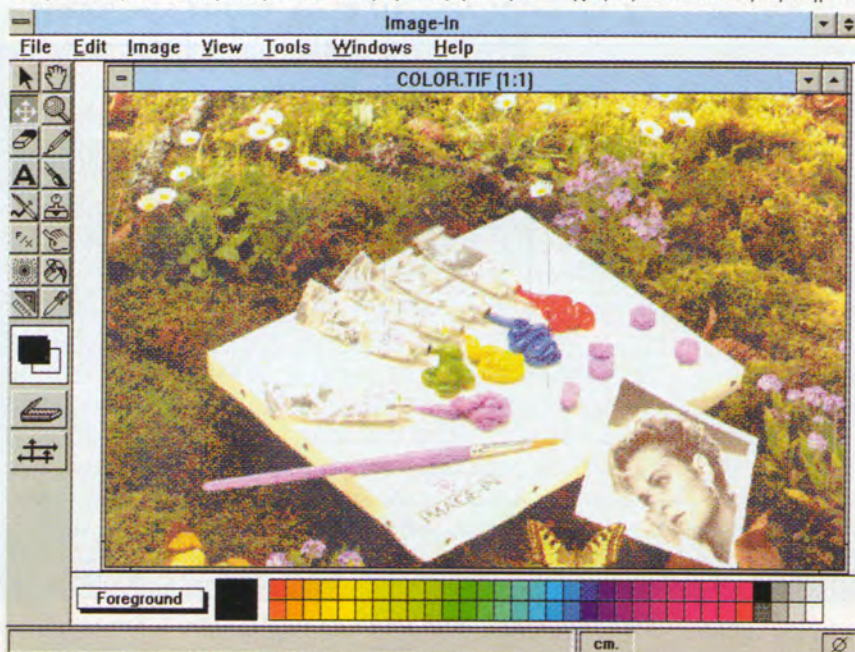 Image-In
File Edit Image View Tools Windows Help
COLOR.TIF (1:1)
A
F/X
IMAGE-IN
Foreground
cm.